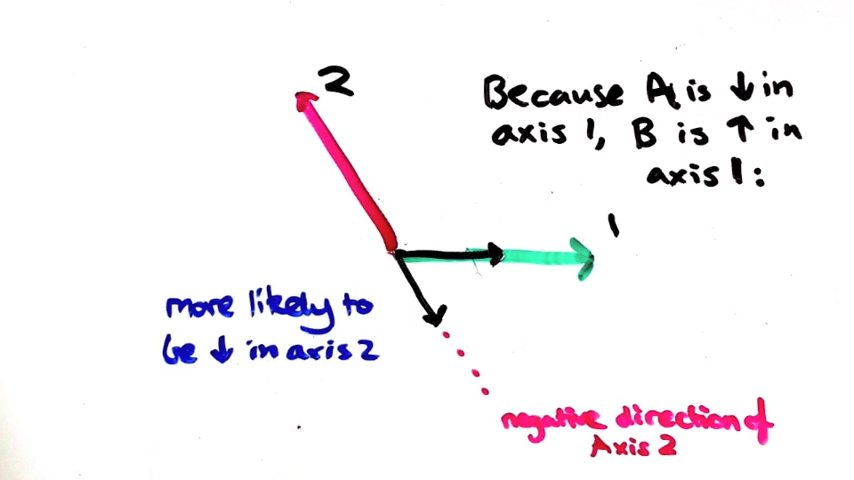 2
Because A is ↓ in
axis 1, B is ↑ in
axis 1:
1
more likely to
be ↓ in axis 2
negative direction of
Axis 2